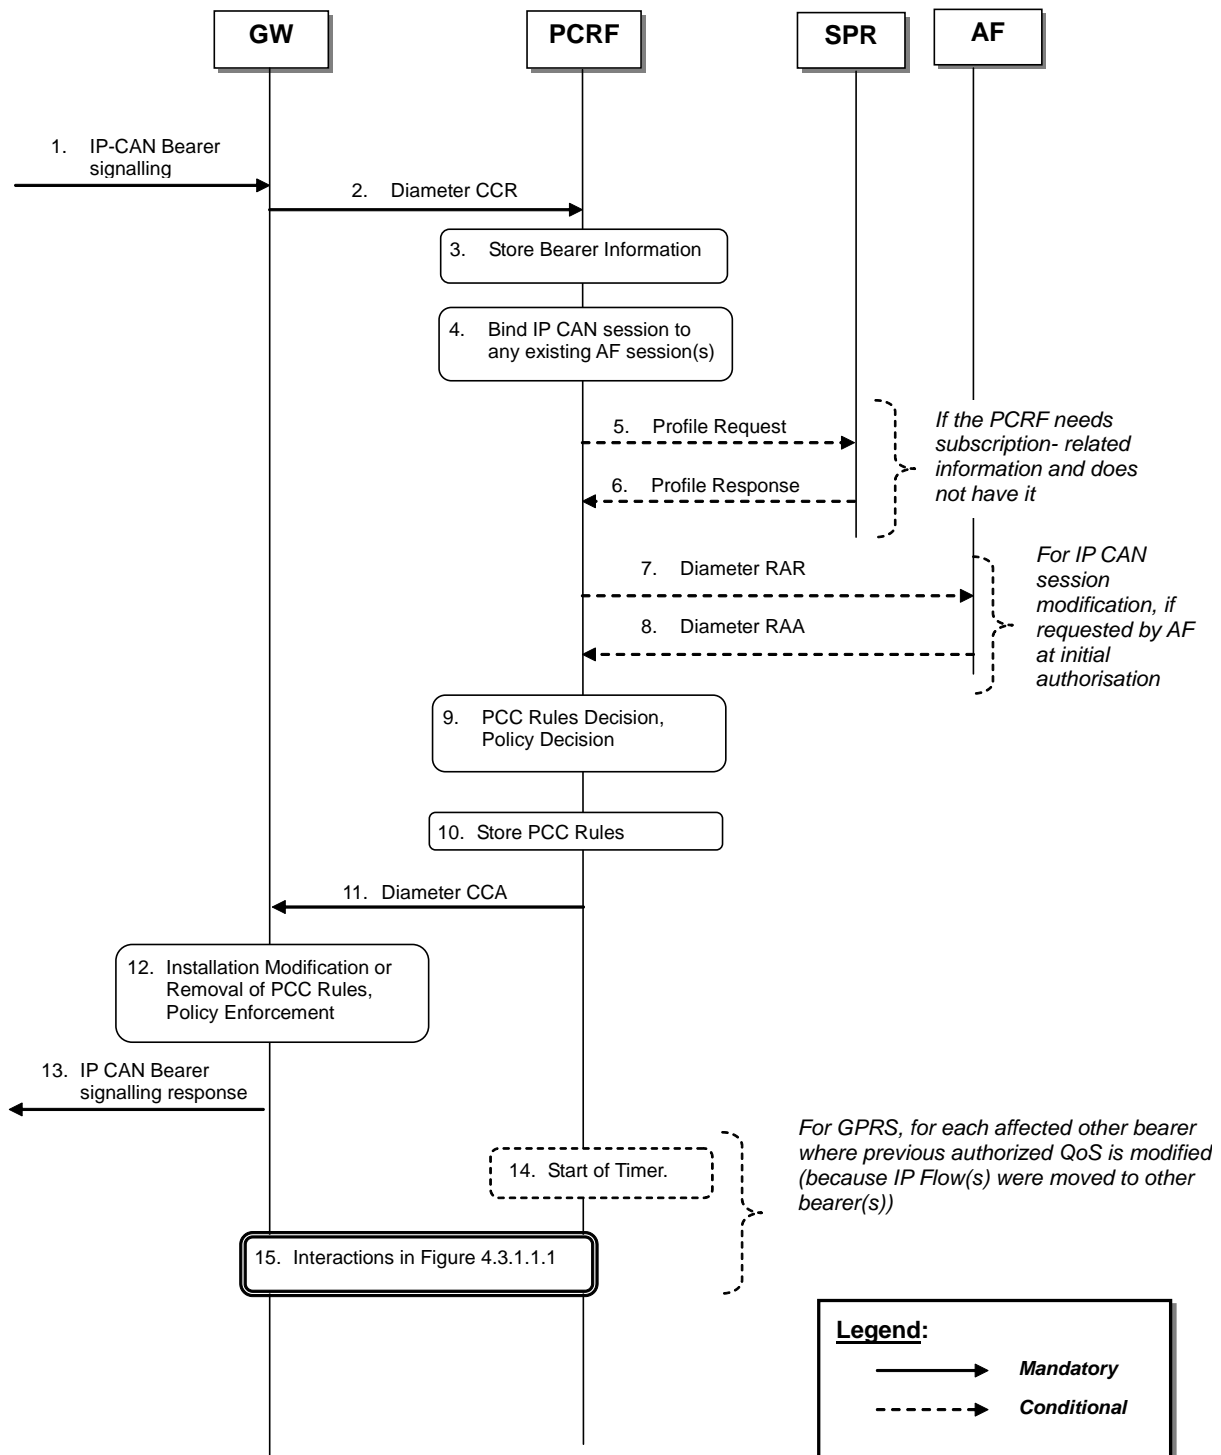 GW
PCRF
SPR
AF
1. IP-CAN Bearer
signalling
2. Diameter CCR
3. Store Bearer Information
4. Bind IP CAN session to
any existing AF session(s)
5. Profile Request
6. Profile Response
If the PCRF needs
subscription- related
information and does
not have it
7. Diameter RAR
8. Diameter RAA
For IP CAN
session
modification, if
requested by AF
at initial
authorisation
9. PCC Rules Decision,
Policy Decision
10. Store PCC Rules
11. Diameter CCA
12. Installation Modification or
Removal of PCC Rules,
Policy Enforcement
13. IP CAN Bearer
signalling response
14. Start of Timer.
For GPRS, for each affected other bearer
where previous authorized QoS is modified
(because IP Flow(s) were moved to other
bearer(s))
15. Interactions in Figure 4.3.1.1.1
Legend:
Mandatory
Conditional